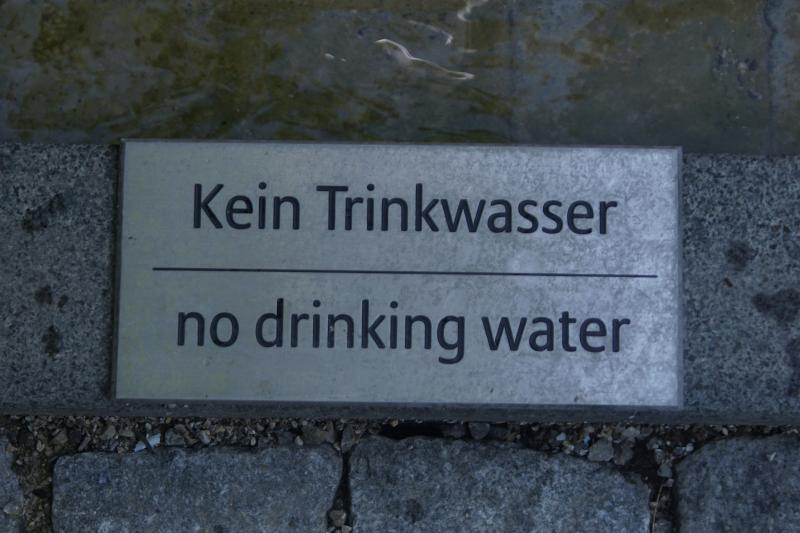 Kein Trinkwasser
no drinking water